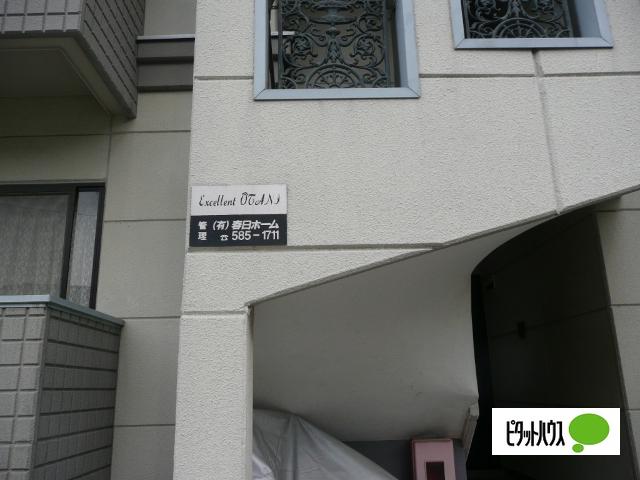 Excellent OTANI
管理 (有)春日ホーム
☎585-1711
ピタットハウス